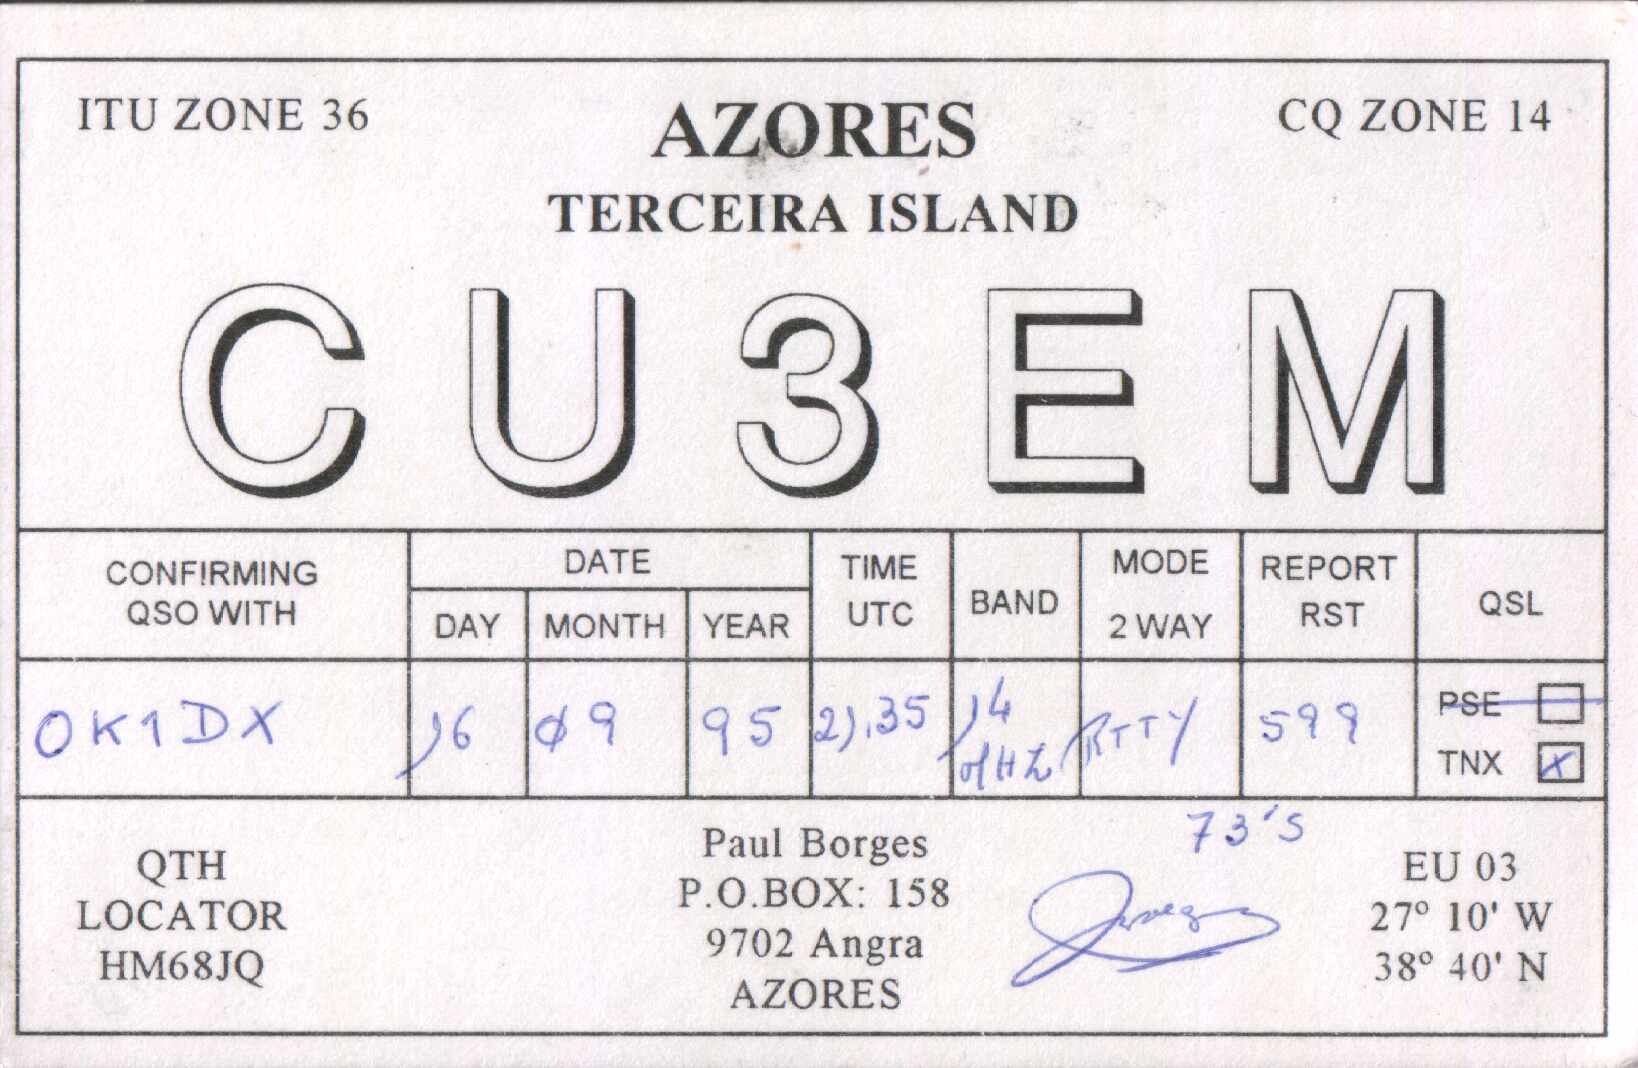 ITU ZONE 36 AZORES CQ ZONE 14
TERCEIRA ISLAND
CU3EM
CONFIRMING QSO WITH DATE DAY MONTH YEAR TIME UTC BAND MODE 2 WAY REPORT RST QSL
OK1DX 16 09 95 21.35 14 MHZ RTTY 599 PSE
TNX X
73's
QTH
LOCATOR
HM68JQ
Paul Borges
P.O.BOX: 158
9702 Angra
AZORES
EU 03
27° 10' W
38° 40' N